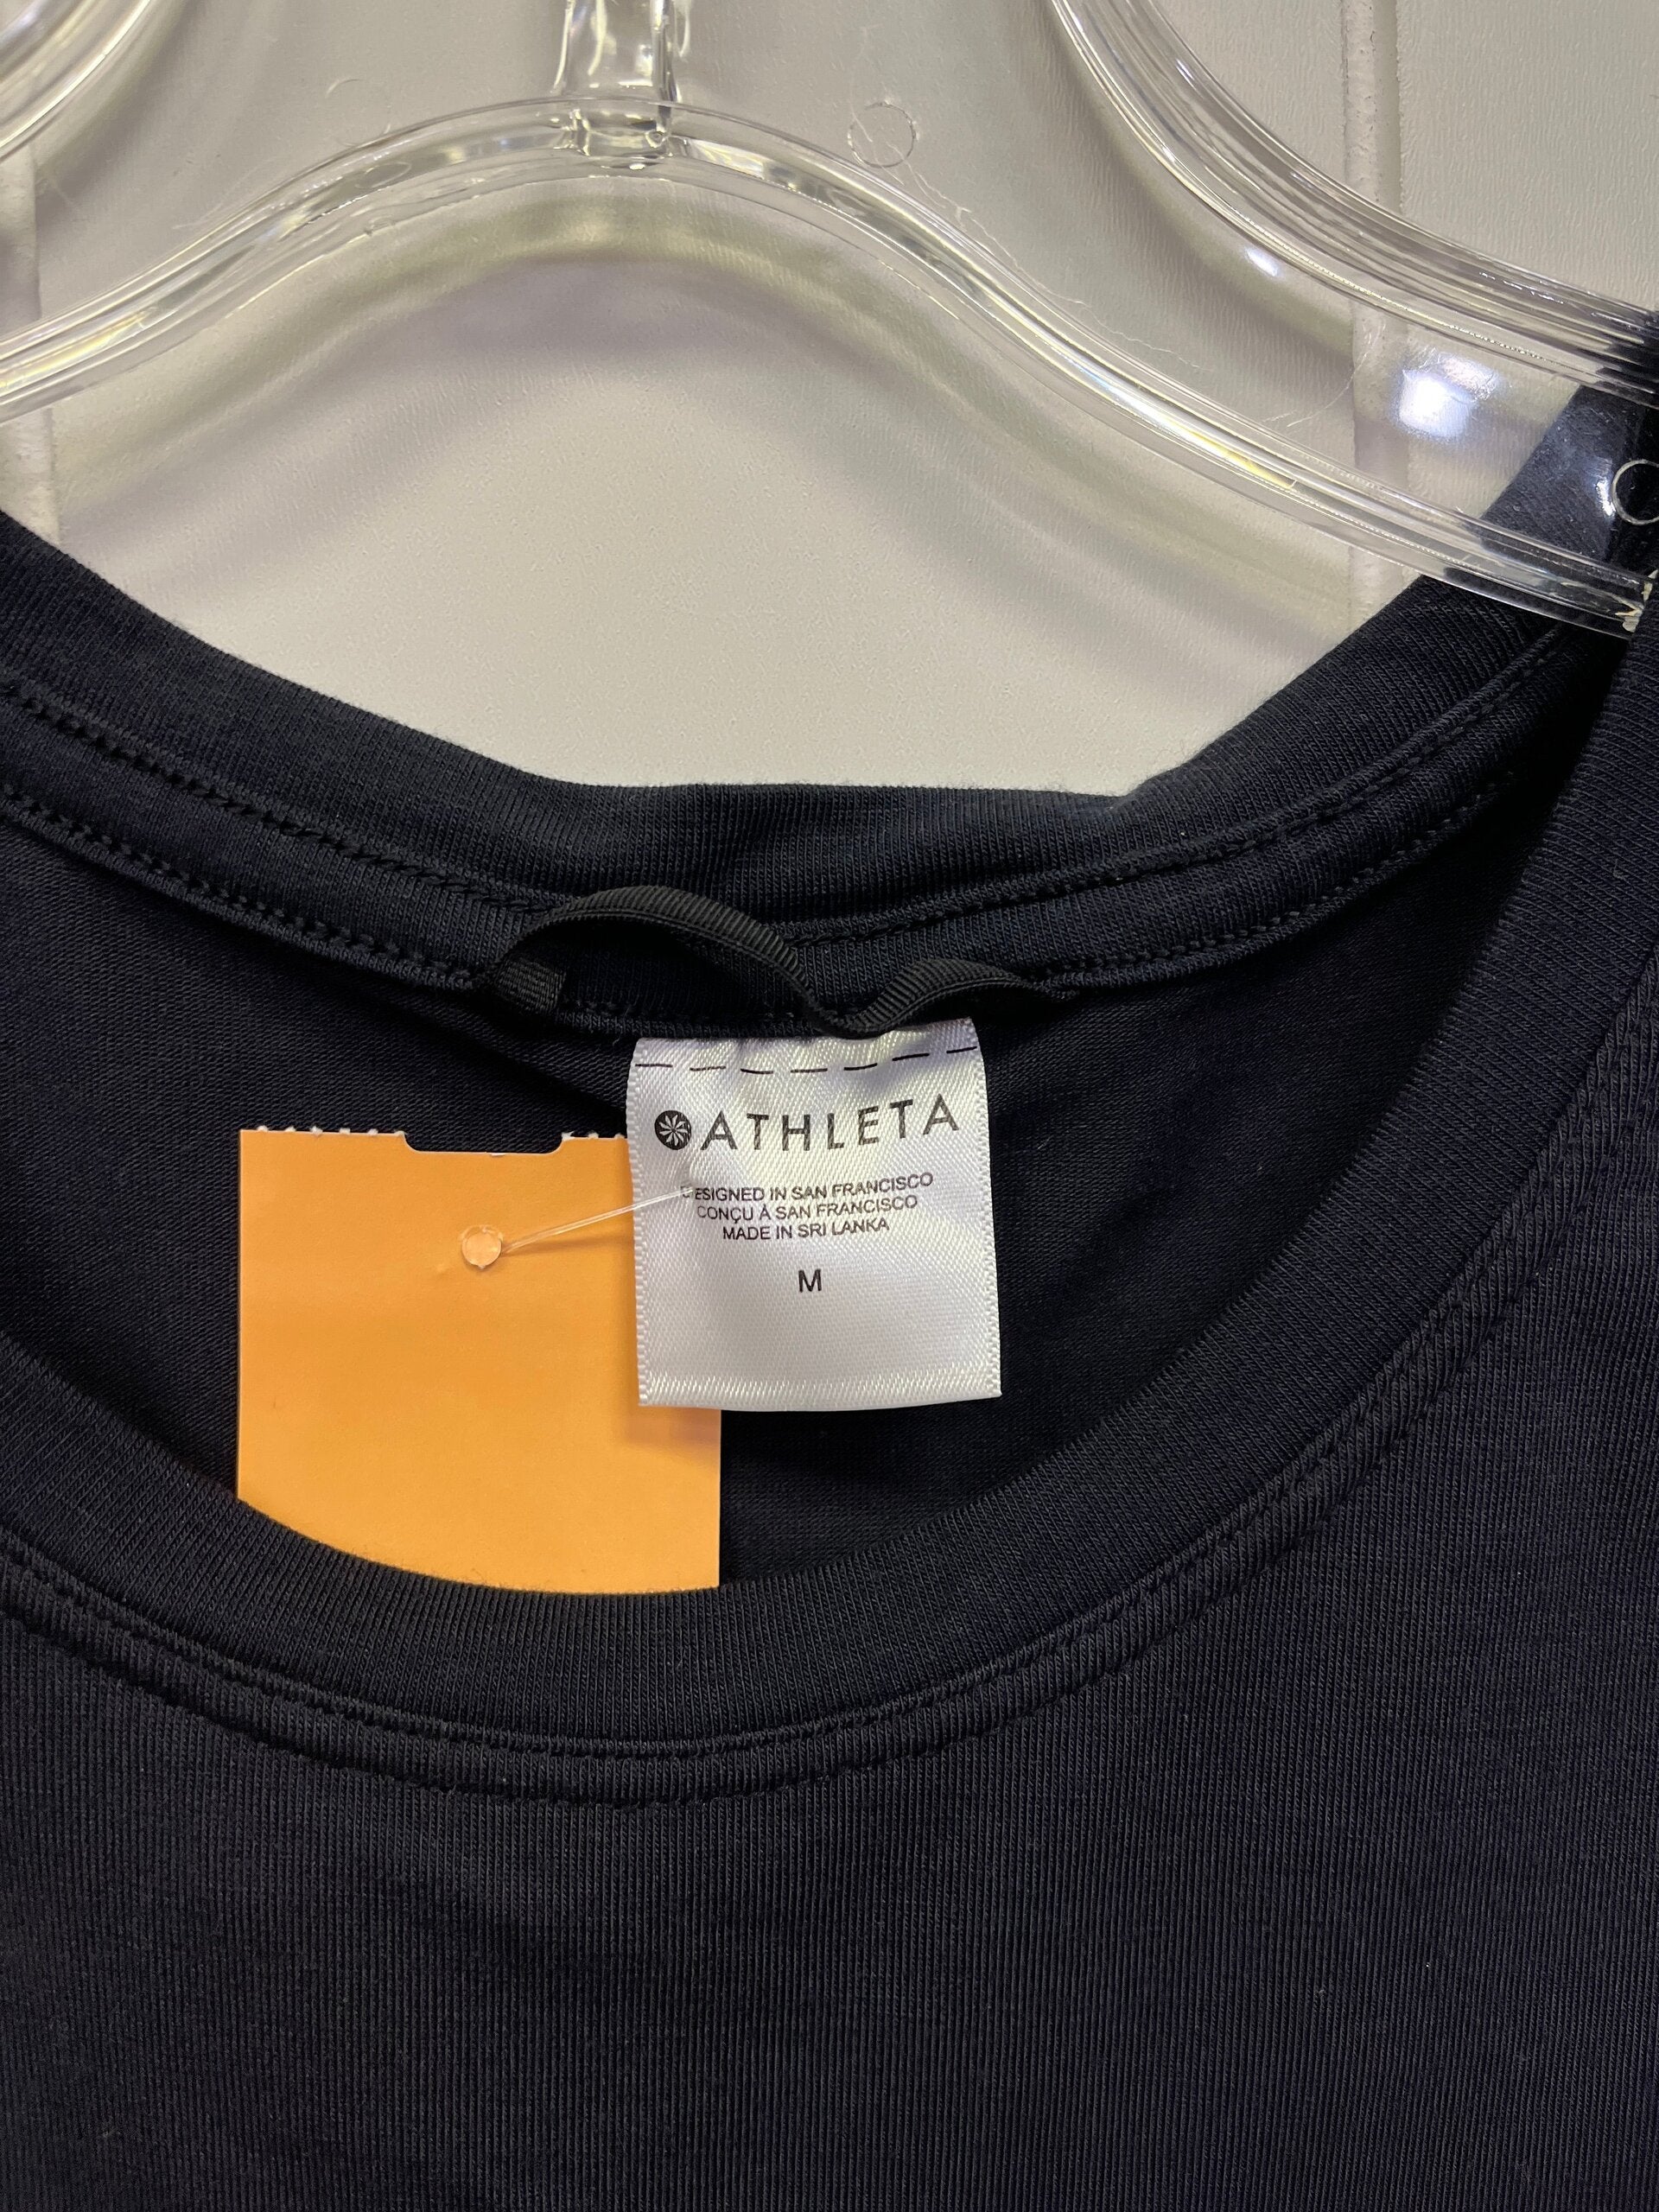 ATHLETA
DESIGNED IN SAN FRANCISCO
CONÇU À SAN FRANCISCO
MADE IN SRI LANKA
M